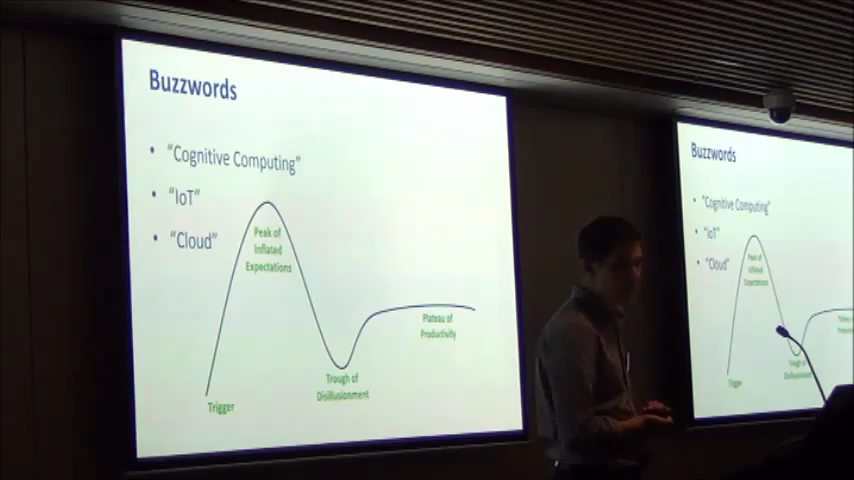 Buzzwords
• "Cognitive Computing"
• "IoT"
• "Cloud"
Peak of
Inflated
Expectations
Plateau of
Productivity
Trough of
Disillusionment
Trigger
Buzzwords
• "Cognitive Computing"
• "IoT"
• "Cloud"
Peak of
Inflated
Expectations
Plateau
Trough of
Disillusionment
Trigger